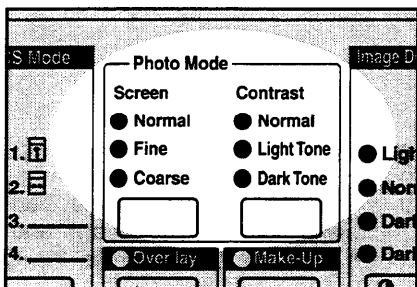 S Mode
Photo Mode
Image D
Screen Contrast
Normal Normal
Fine Light Tone
Coarse Dark Tone
1.
2.
3.
4.
Ligh
Nor
Dar
Dar
Over lay
Make-Up